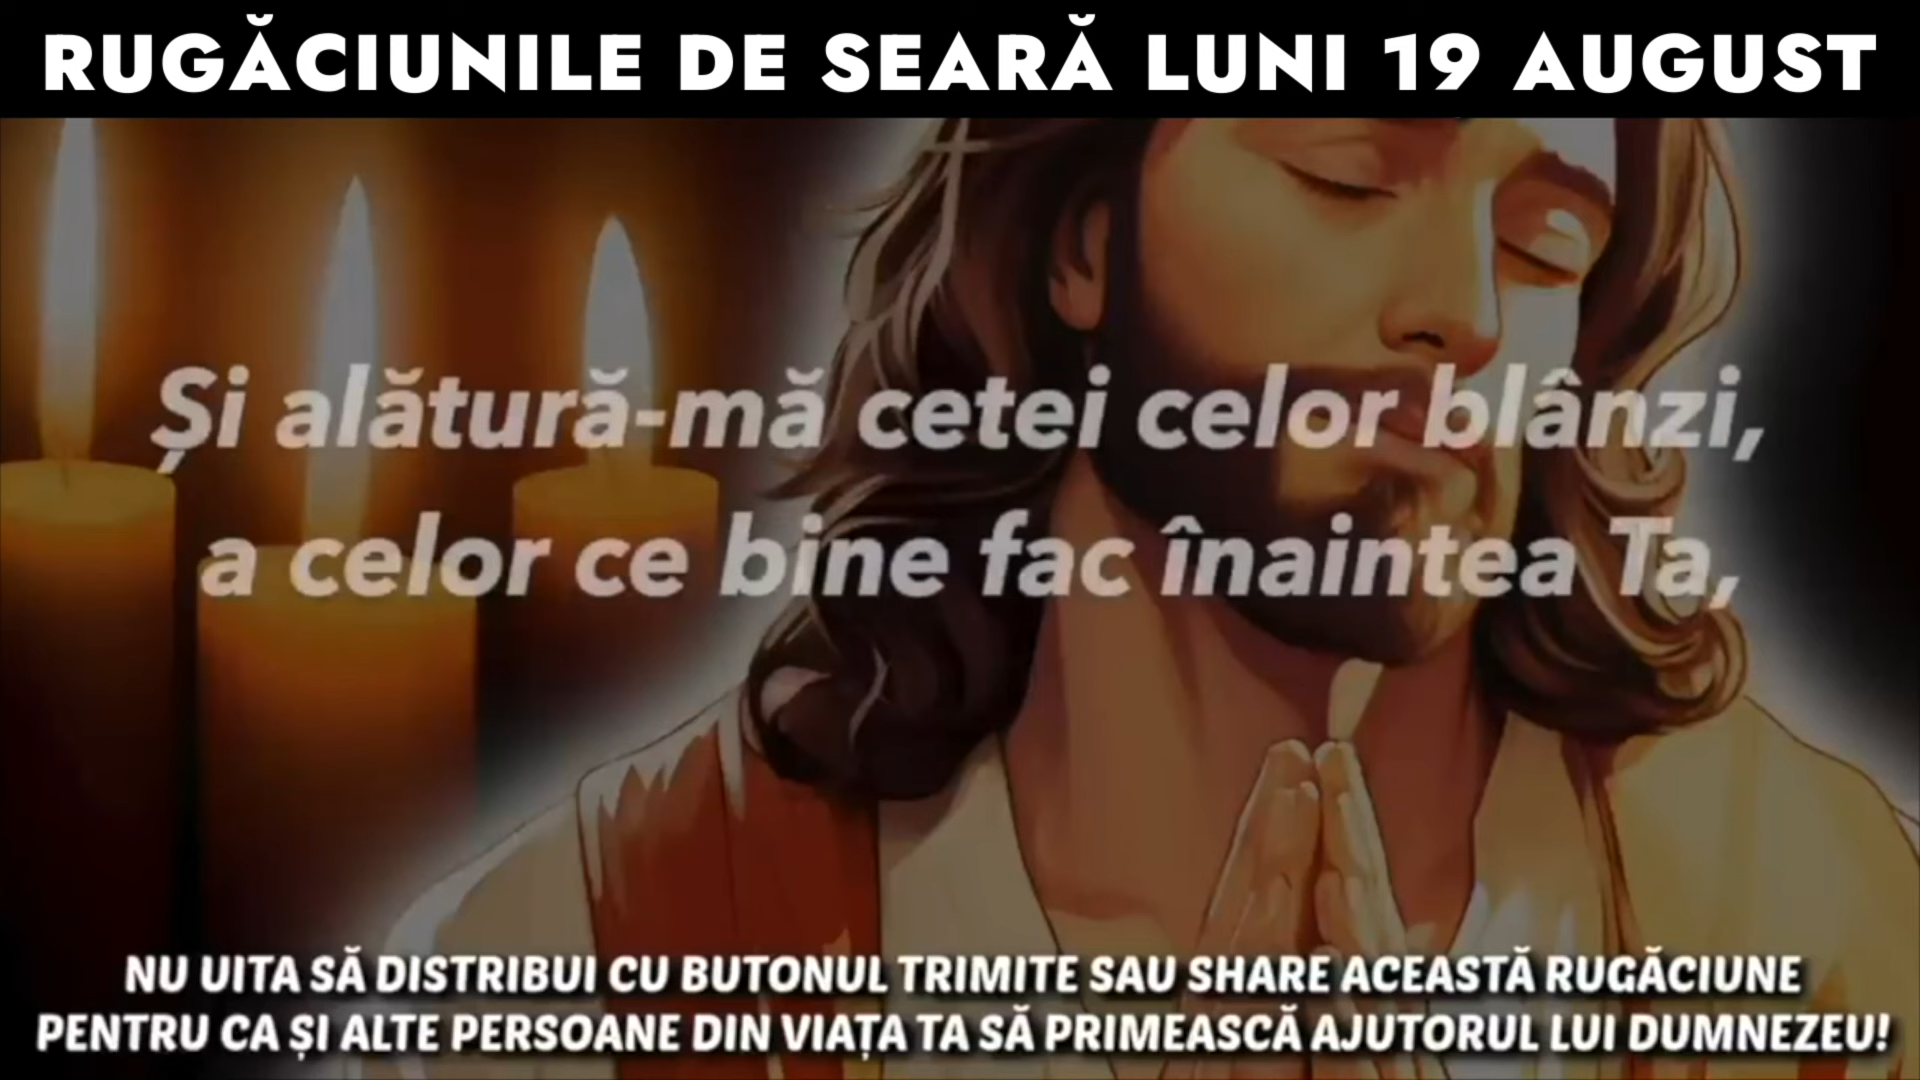 RUGĂCIUNILE DE SEARĂ LUNI 19 AUGUST
Și alătură-mă cetei celor blânzi,
a celor ce bine fac înaintea Ta,
NU UITA SĂ DISTRIBUI CU BUTONUL TRIMITE SAU SHARE ACEASTĂ RUGĂCIUNE
PENTRU CA ȘI ALTE PERSOANE DIN VIAȚA TA SĂ PRIMEASCĂ AJUTORUL LUI DUMNEZEU!